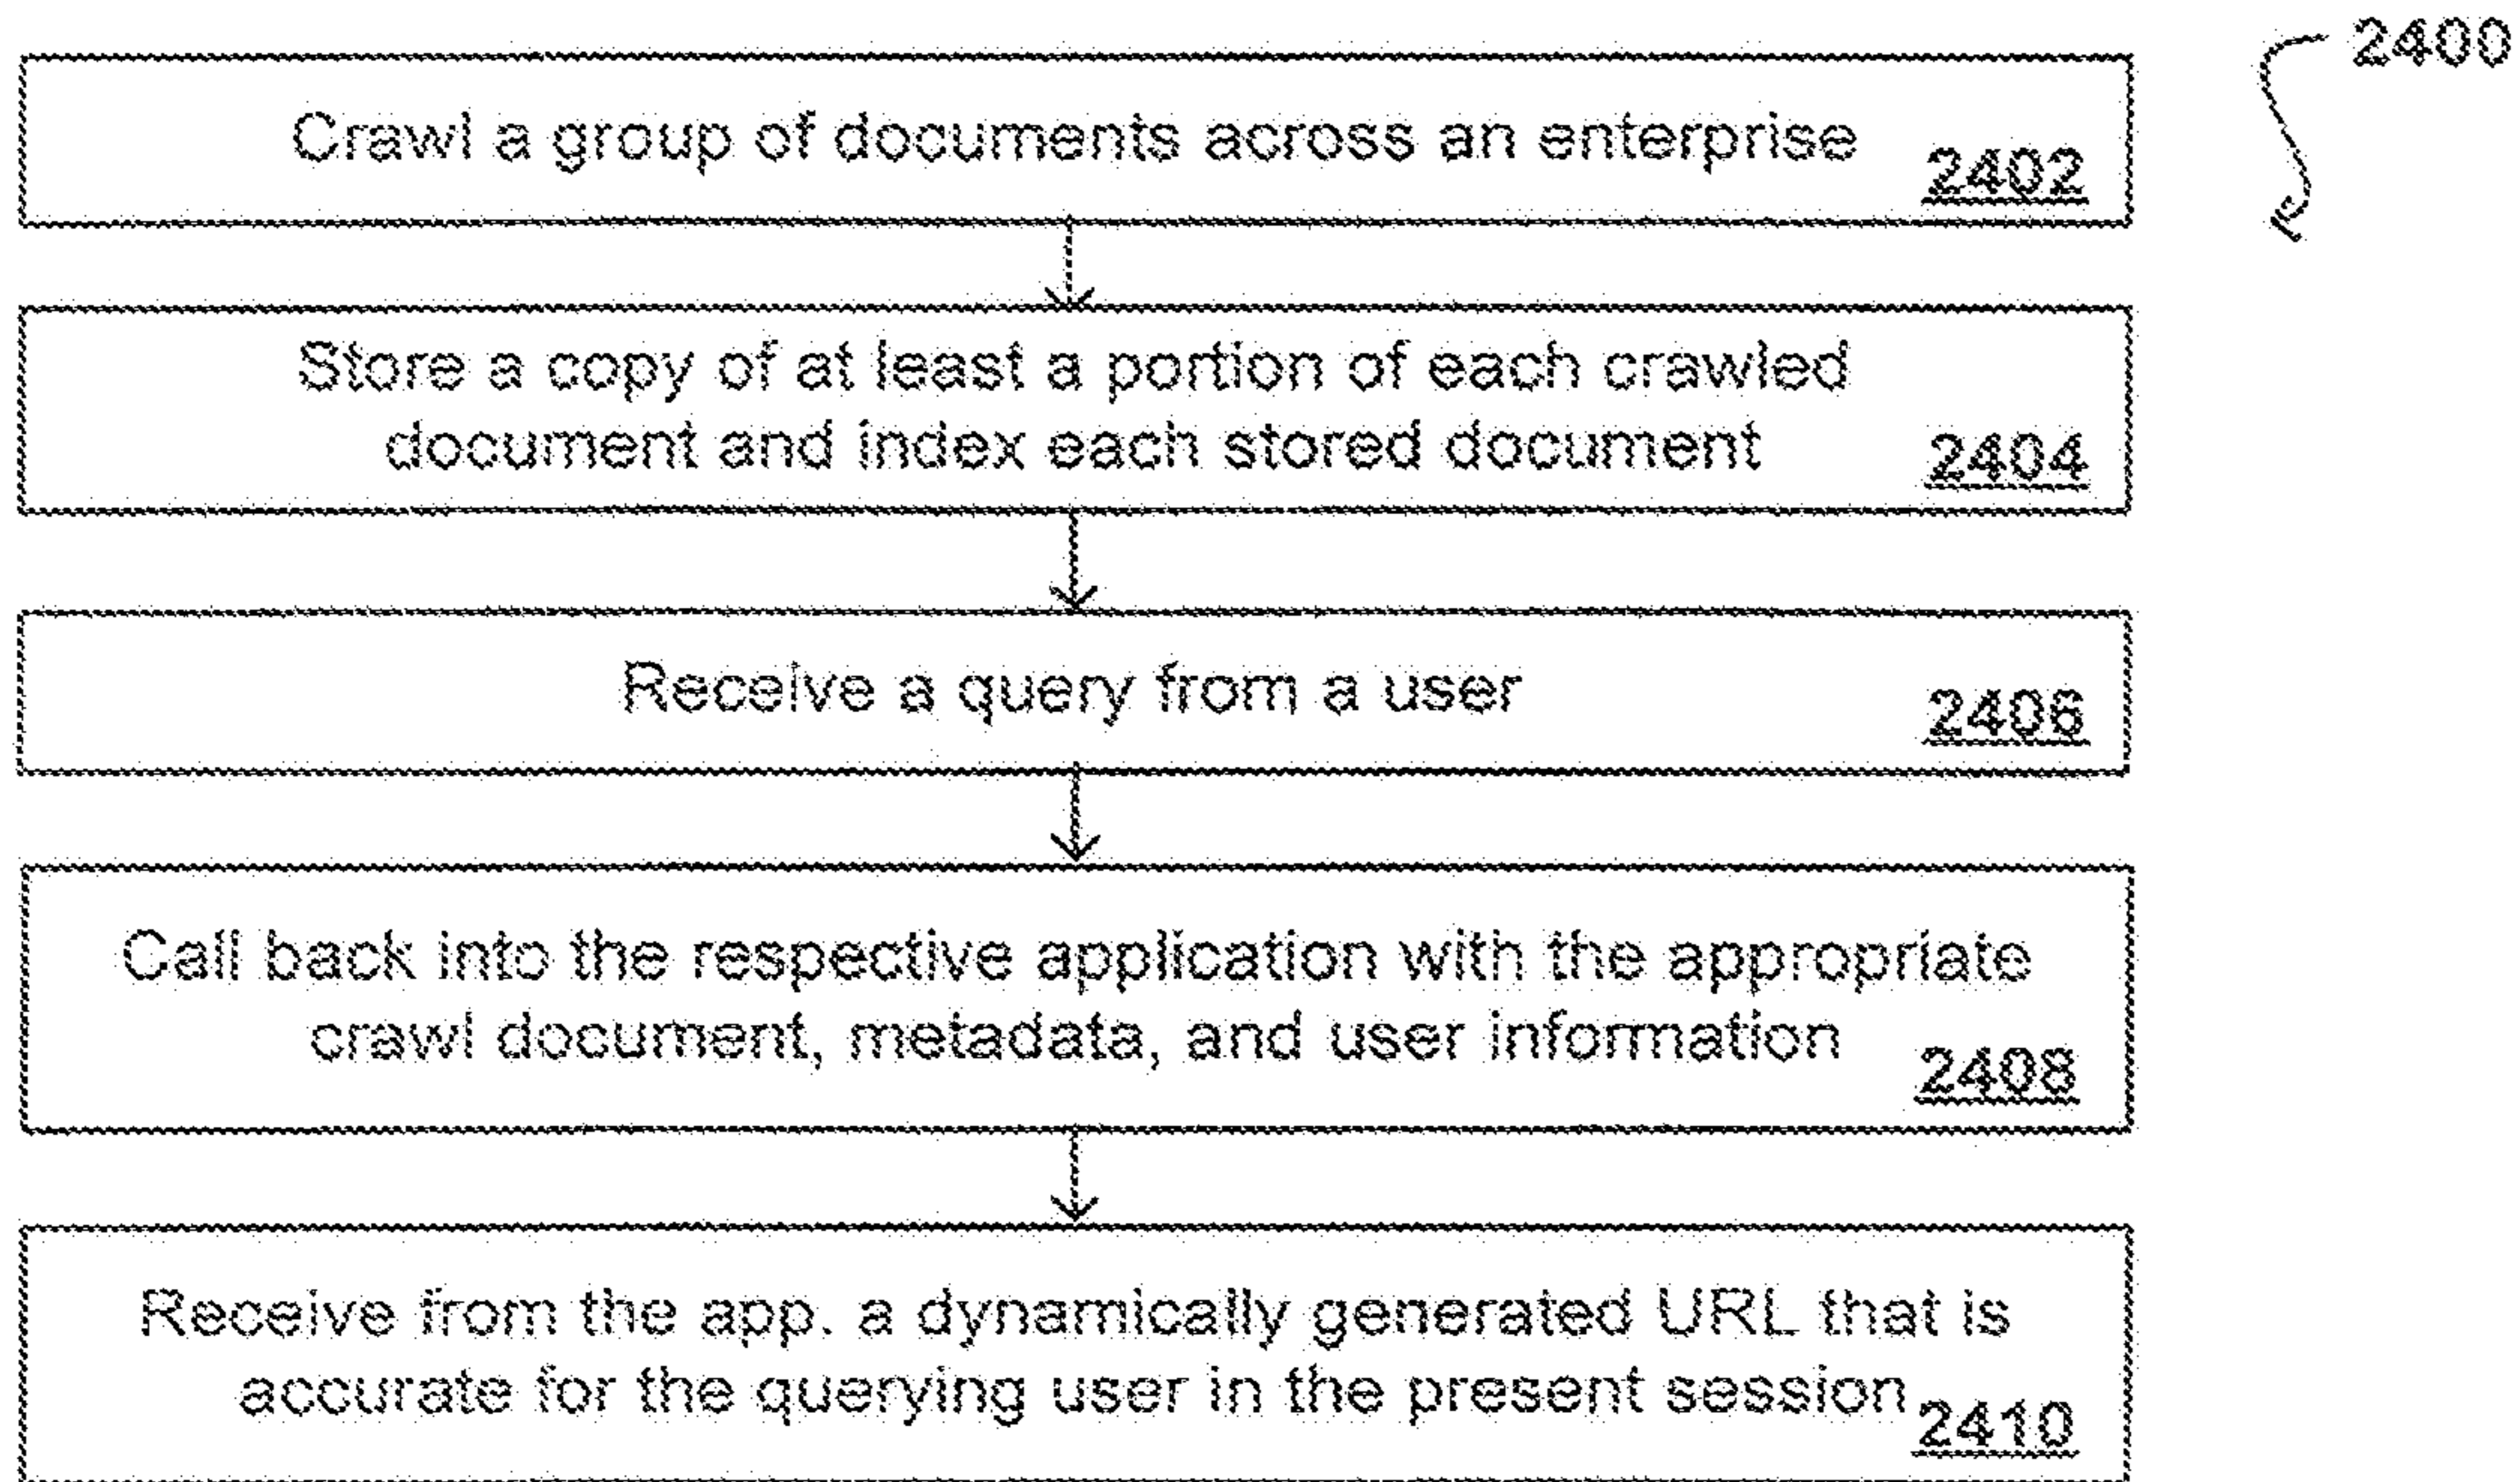 2400
Crawl a group of documents across an enterprise
2402
Store a copy of at least a portion of each crawled
document and index each stored document
2404
Receive a query from a user
2406
Call back into the respective application with the appropriate
crawl document, metadata, and user information
2408
Receive from the app. a dynamically generated URL that is
accurate for the querying user in the present session
2410